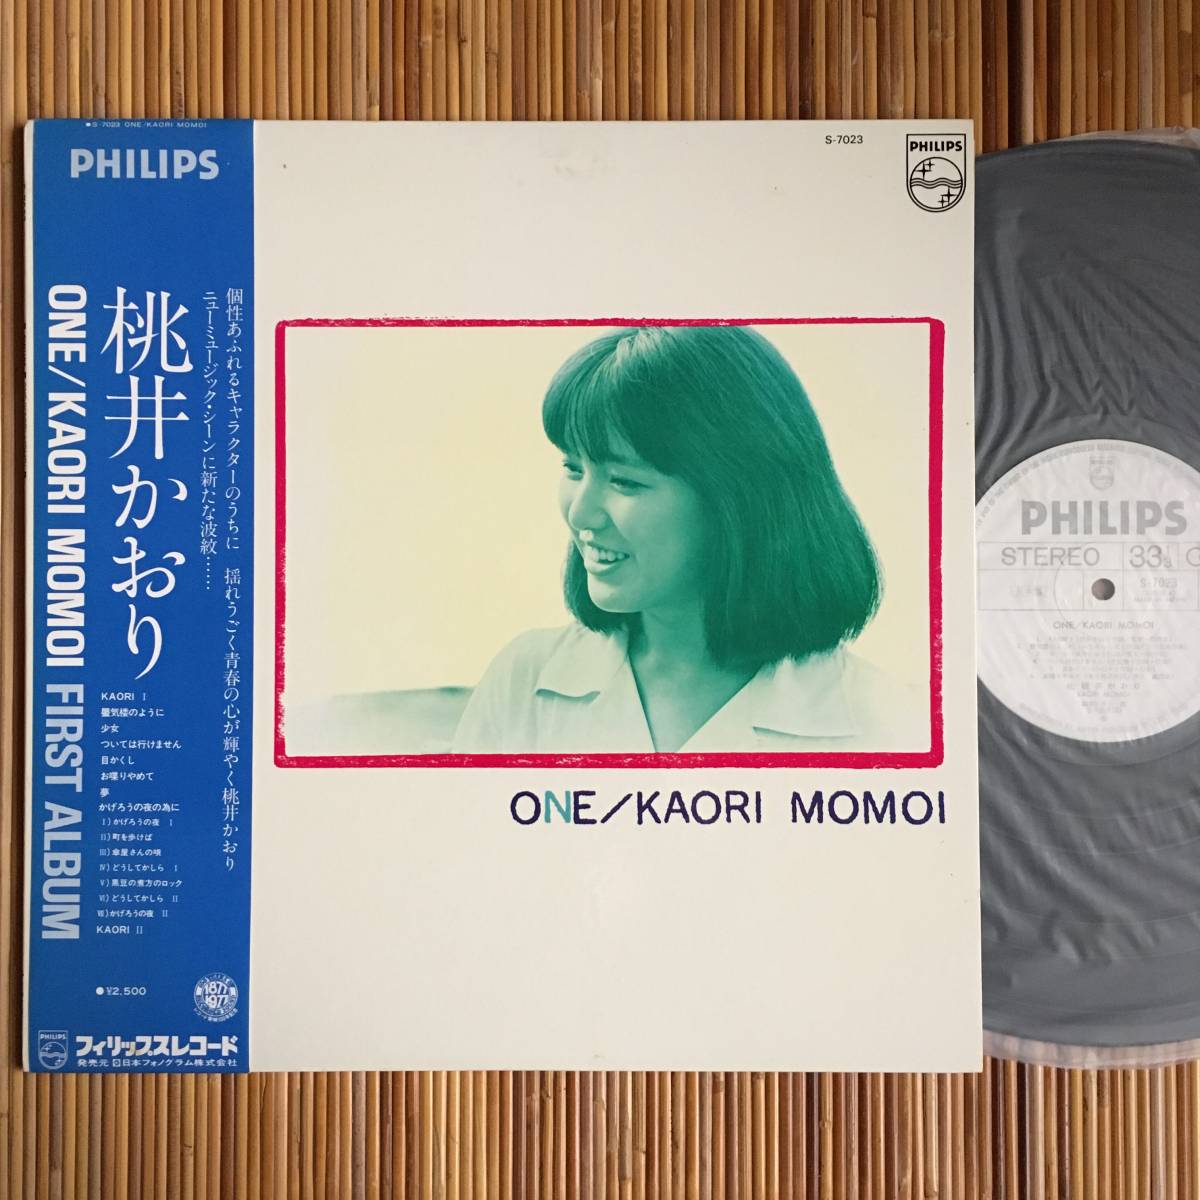 ●S-7023 ONE/KAORI MOMOI
PHILIPS
桃井かおり
ONE/KAORI MOMOI FIRST ALBUM
個性あふれるキャラクターのうちに 揺れうごく青春の心が輝やく桃井かおり
ニューミュージック・シーンに新たな波紋……
KAORI I
蜃気楼のように
少女
ついては行けません
目かくし
お喋りやめて
夢
かげろうの夜の為に
I)かげろうの夜 I
II)町を歩けば
III)傘屋さんの唄
IV)どうしてかしら I
V)黒豆の煮方のロック
VI)どうしてかしら II
VII)かげろうの夜 II
KAORI II
●¥2,500
1877
1977
PHILIPS
フィリップスレコード
発売元 日本フォノグラム株式会社
S-7023
PHILIPS
ONE/KAORI MOMOI
PHILIPS
STEREO 33⅓
S-7023
ONE/KAORI MOMOI
桃井かおり
KAORI MOMOI